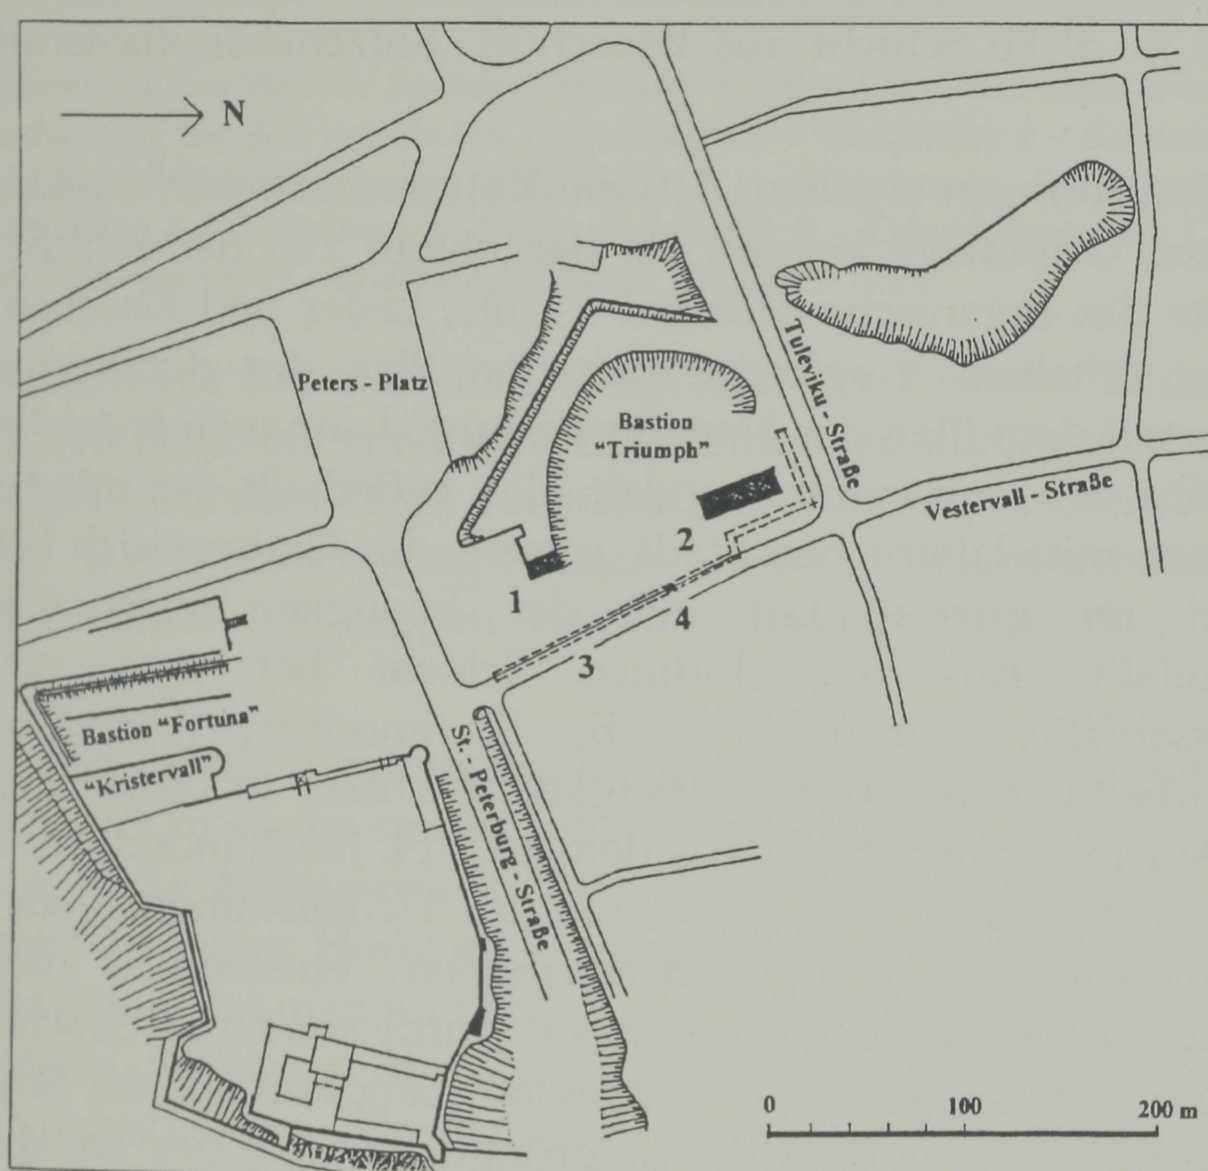 N
Peters - Platz
Bastion
"Triumph"
Tuleviku - Straße
Vestervall - Straße
1
2
3
4
Bastion "Fortuna"
"Kristervall"
St. - Peterburg - Straße
0 100 200 m